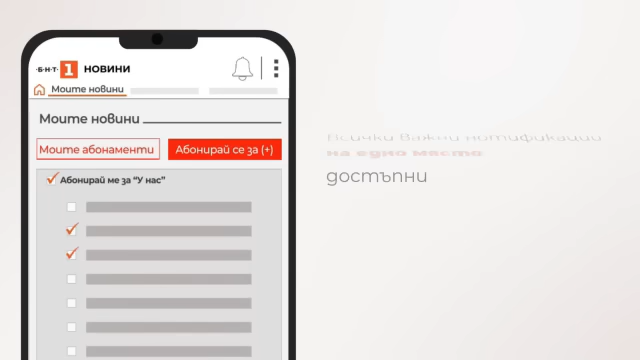 ·Б·Н·Т· 1 НОВИНИ
Моите новини
Моите новини
Моите абонаменти
Абонирай се за (+)
Абонирай ме за “У нас”
Всички важни нотификации
на едно място
достъпни